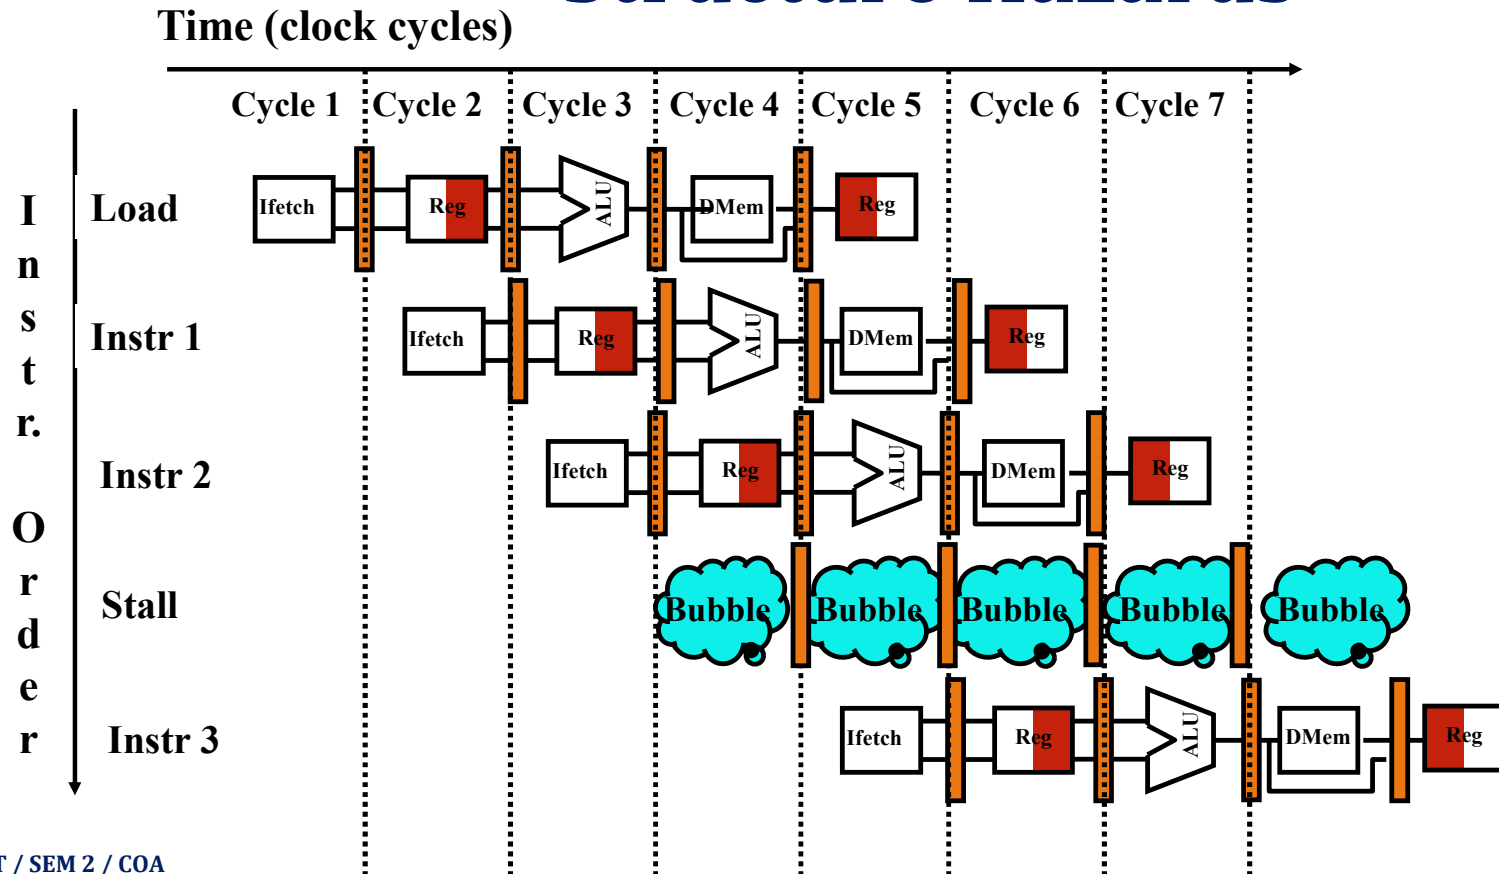 Time (clock cycles)
Cycle 1 Cycle 2 Cycle 3 Cycle 4 Cycle 5 Cycle 6 Cycle 7
Instr. Order
Load Ifetch Reg ALU DMem Reg
Instr 1 Ifetch Reg ALU DMem Reg
Instr 2 Ifetch Reg ALU DMem Reg
Stall Bubble Bubble Bubble Bubble Bubble
Instr 3 Ifetch Reg ALU DMem Reg
/ SEM 2 / COA